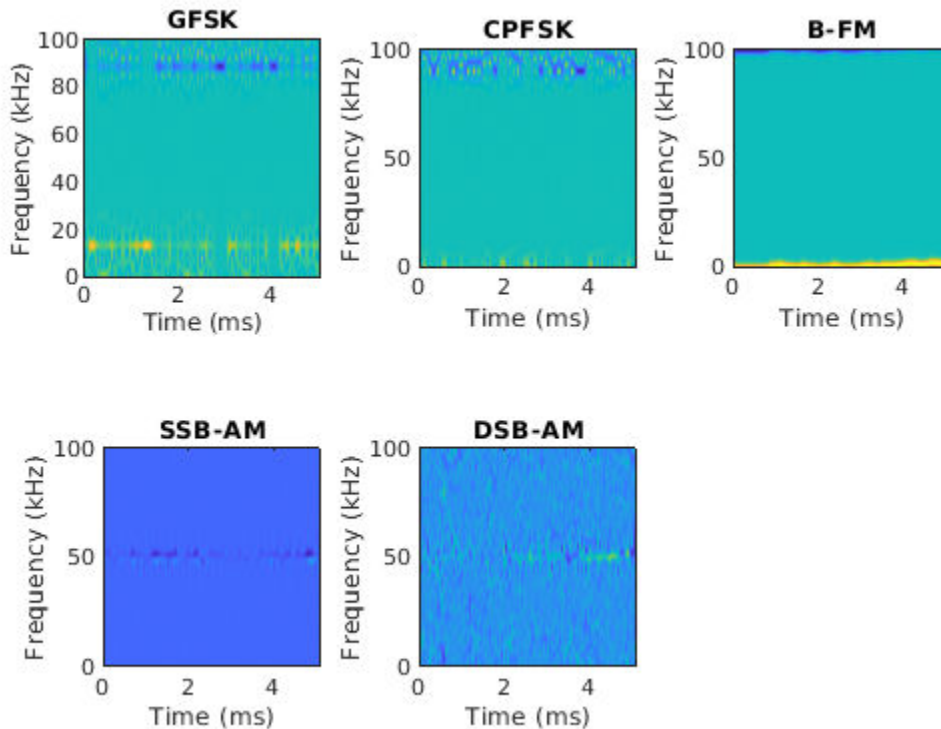 GFSK
100
80
60
40
20
0
Frequency (kHz)
0 2 4
Time (ms)
CPFSK
100
50
0
Frequency (kHz)
0 2 4
Time (ms)
B-FM
100
50
0
Frequency (kHz)
0 2 4
Time (ms)
SSB-AM
100
50
0
Frequency (kHz)
0 2 4
Time (ms)
DSB-AM
100
50
0
Frequency (kHz)
0 2 4
Time (ms)